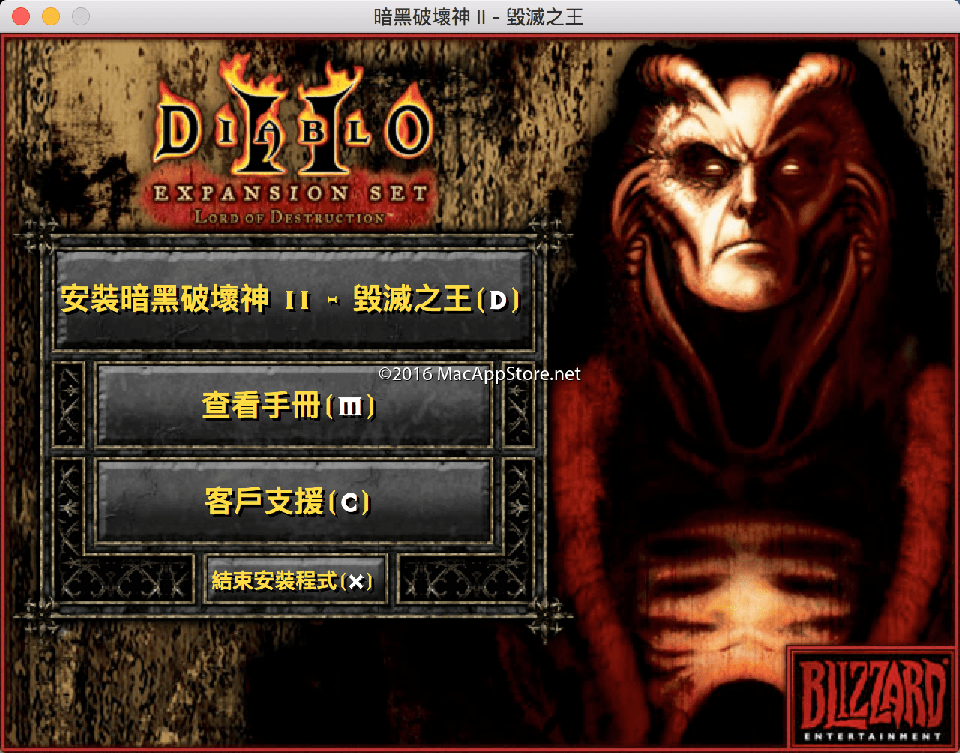 暗黑破壞神 II - 毀滅之王
DIABLO II
EXPANSION SET
LORD OF DESTRUCTION™
安裝暗黑破壞神 II - 毀滅之王(D)
©2016 MacAppStore.net
查看手冊(m)
客戶支援(C)
結束安裝程式(X)
BLIZZARD
ENTERTAINMENT